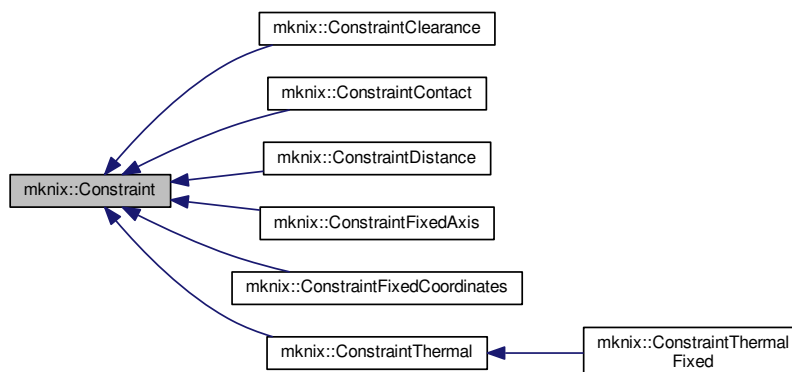 mknix::ConstraintClearance
mknix::ConstraintContact
mknix::ConstraintDistance
mknix::Constraint
mknix::ConstraintFixedAxis
mknix::ConstraintFixedCoordinates
mknix::ConstraintThermal
mknix::ConstraintThermal
Fixed